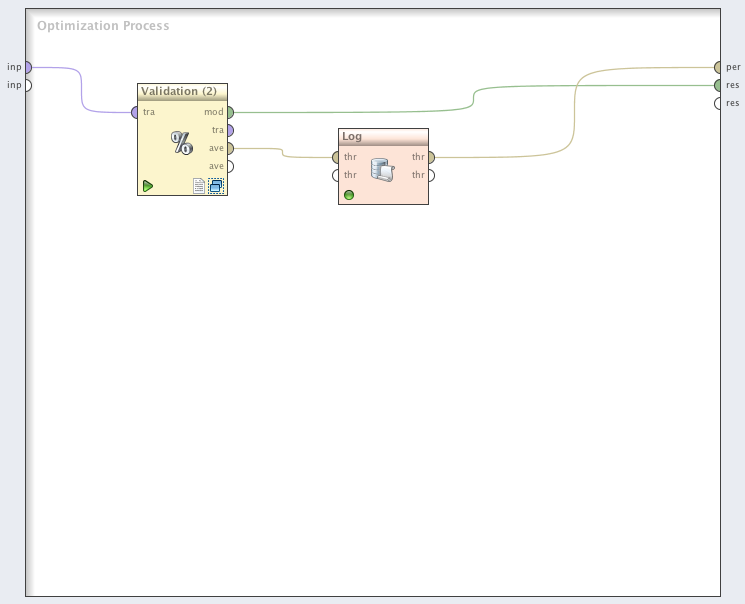 Optimization Process
inp
inp
Validation (2)
tra
mod
tra
ave
ave
Log
thr
thr
thr
thr
per
res
res